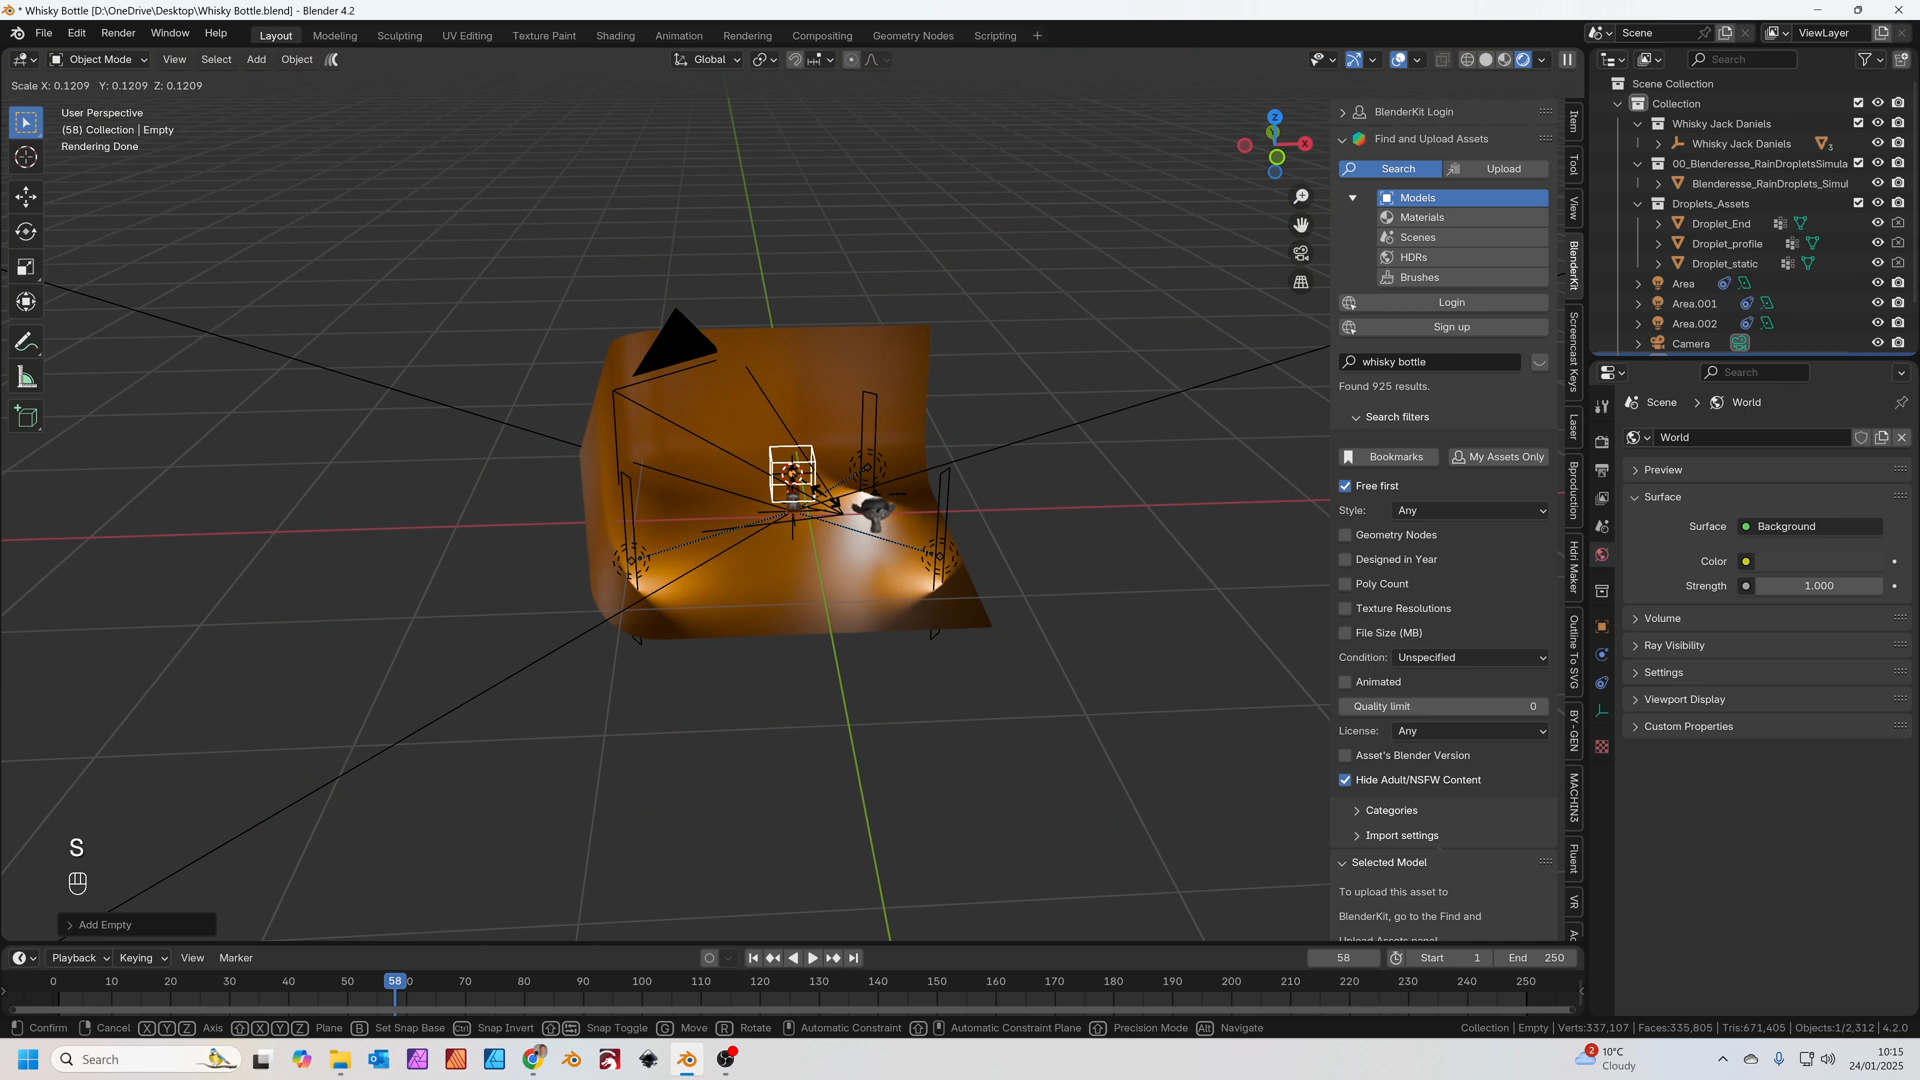 * Whisky Bottle [D:\OneDrive\Desktop\Whisky Bottle.blend] - Blender 4.2
File Edit Render Window Help
Layout Modeling Sculpting UV Editing Texture Paint Shading Animation Rendering Compositing Geometry Nodes Scripting +
Scene
ViewLayer
Object Mode View Select Add Object
Global
Search
Scale X: 0.1209 Y: 0.1209 Z: 0.1209
User Perspective
(58) Collection | Empty
Rendering Done
Z
X
Y
BlenderKit Login
Find and Upload Assets
Search Upload
Models
Materials
Scenes
HDRs
Brushes
Login
Sign up
whisky bottle
Found 925 results.
Search filters
Bookmarks My Assets Only
Free first
Style: Any
Geometry Nodes
Designed in Year
Poly Count
Texture Resolutions
File Size (MB)
Condition: Unspecified
Animated
Quality limit 0
License: Any
Asset's Blender Version
Hide Adult/NSFW Content
Categories
Import settings
Selected Model
To upload this asset to
BlenderKit, go to the Find and
Upload Assets panel
Item
Tool
View
BlenderKit
Screencast Keys
Laser
Bproduction
Hdri Maker
Outline To SVG
BY-GEN
MACHIN3
Fluent
VR
Scene Collection
Collection
Whisky Jack Daniels
Whisky Jack Daniels 3
00_Blenderesse_RainDropletsSimula
Blenderesse_RainDroplets_Simul
Droplets_Assets
Droplet_End
Droplet_profile
Droplet_static
Area
Area.001
Area.002
Camera
Search
Scene > World
World
Preview
Surface
Surface Background
Color
Strength 1.000
Volume
Ray Visibility
Settings
Viewport Display
Custom Properties
S
Add Empty
Playback Keying View Marker
58 Start 1 End 250
0 10 20 30 40 50 58 0 70 80 90 100 110 120 130 140 150 160 170 180 190 200 210 220 230 240 250
Confirm Cancel X Y Z Axis X Y Z Plane B Set Snap Base Ctrl Snap Invert Snap Toggle G Move R Rotate Automatic Constraint Automatic Constraint Plane Precision Mode Alt Navigate
Collection | Empty | Verts:337,107 | Faces:335,805 | Tris:671,405 | Objects:1/2,312 | 4.2.0
Search
2
10°C
Cloudy
10:15
24/01/2025